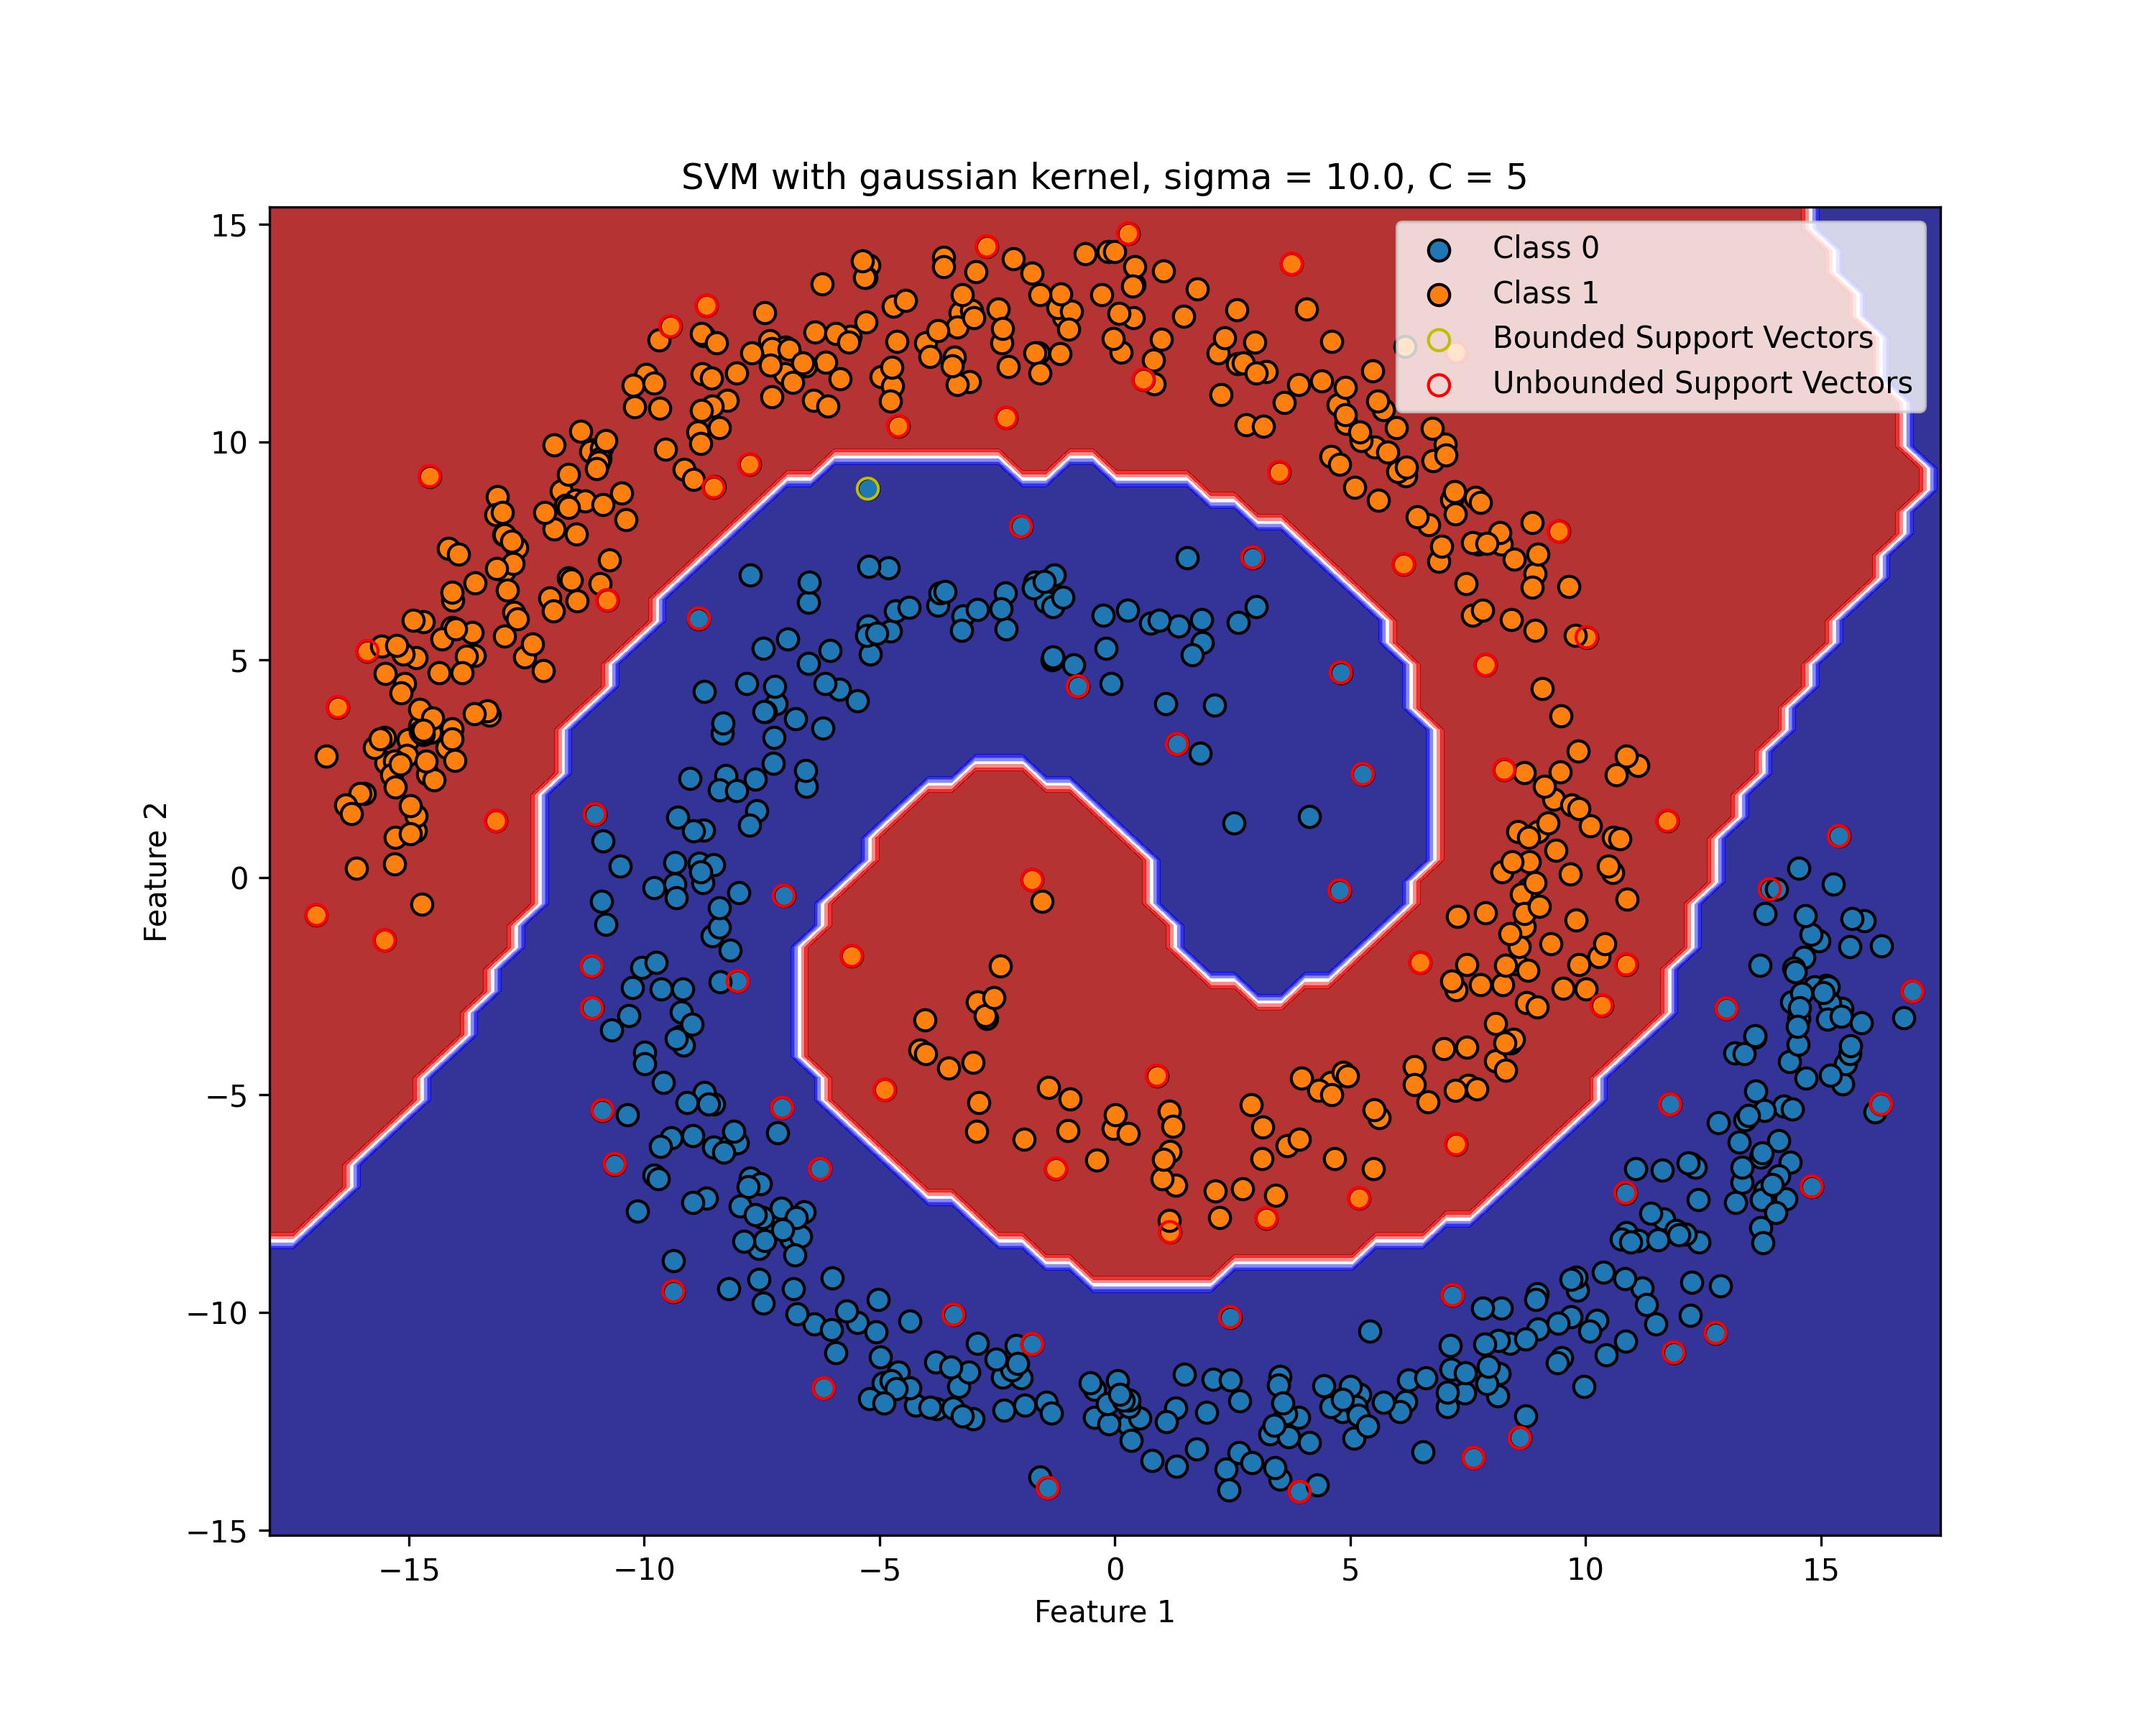 SVM with gaussian kernel, sigma = 10.0, C = 5
Class 0
Class 1
Bounded Support Vectors
Unbounded Support Vectors
15
10
5
0
−5
−10
−15
Feature 2
−15
−10
−5
0
5
10
15
Feature 1